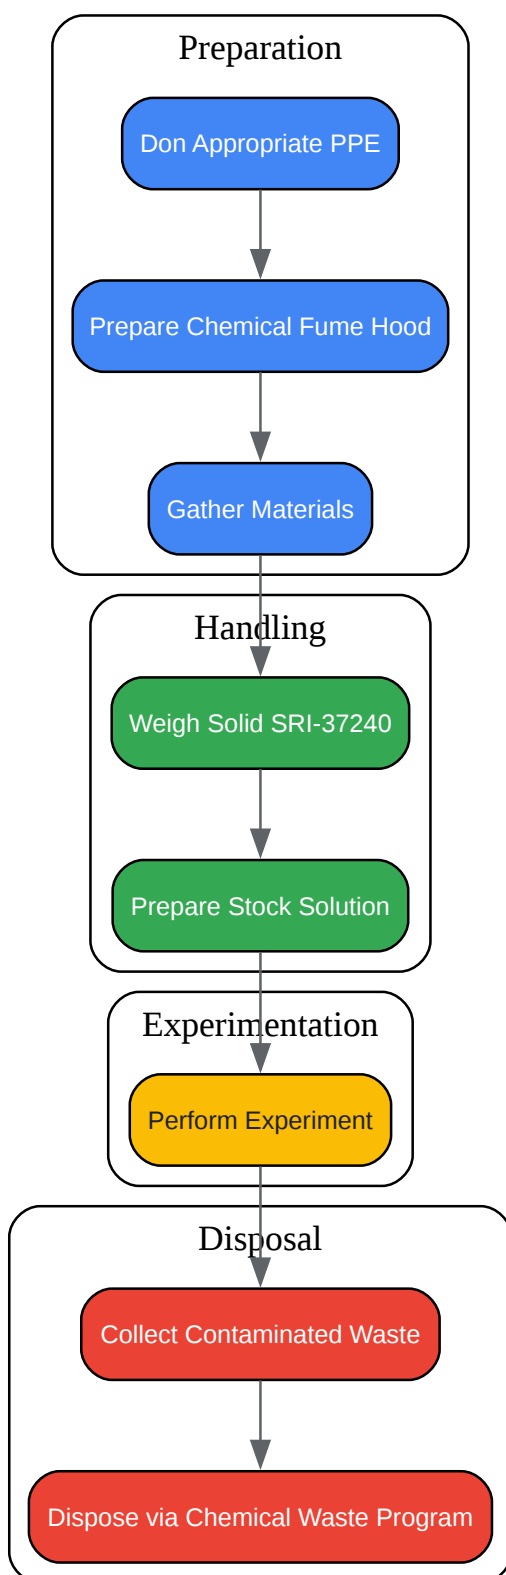 Preparation
Don Appropriate PPE
Prepare Chemical Fume Hood
Gather Materials
Handling
Weigh Solid SRI-37240
Prepare Stock Solution
Experimentation
Perform Experiment
Disposal
Collect Contaminated Waste
Dispose via Chemical Waste Program